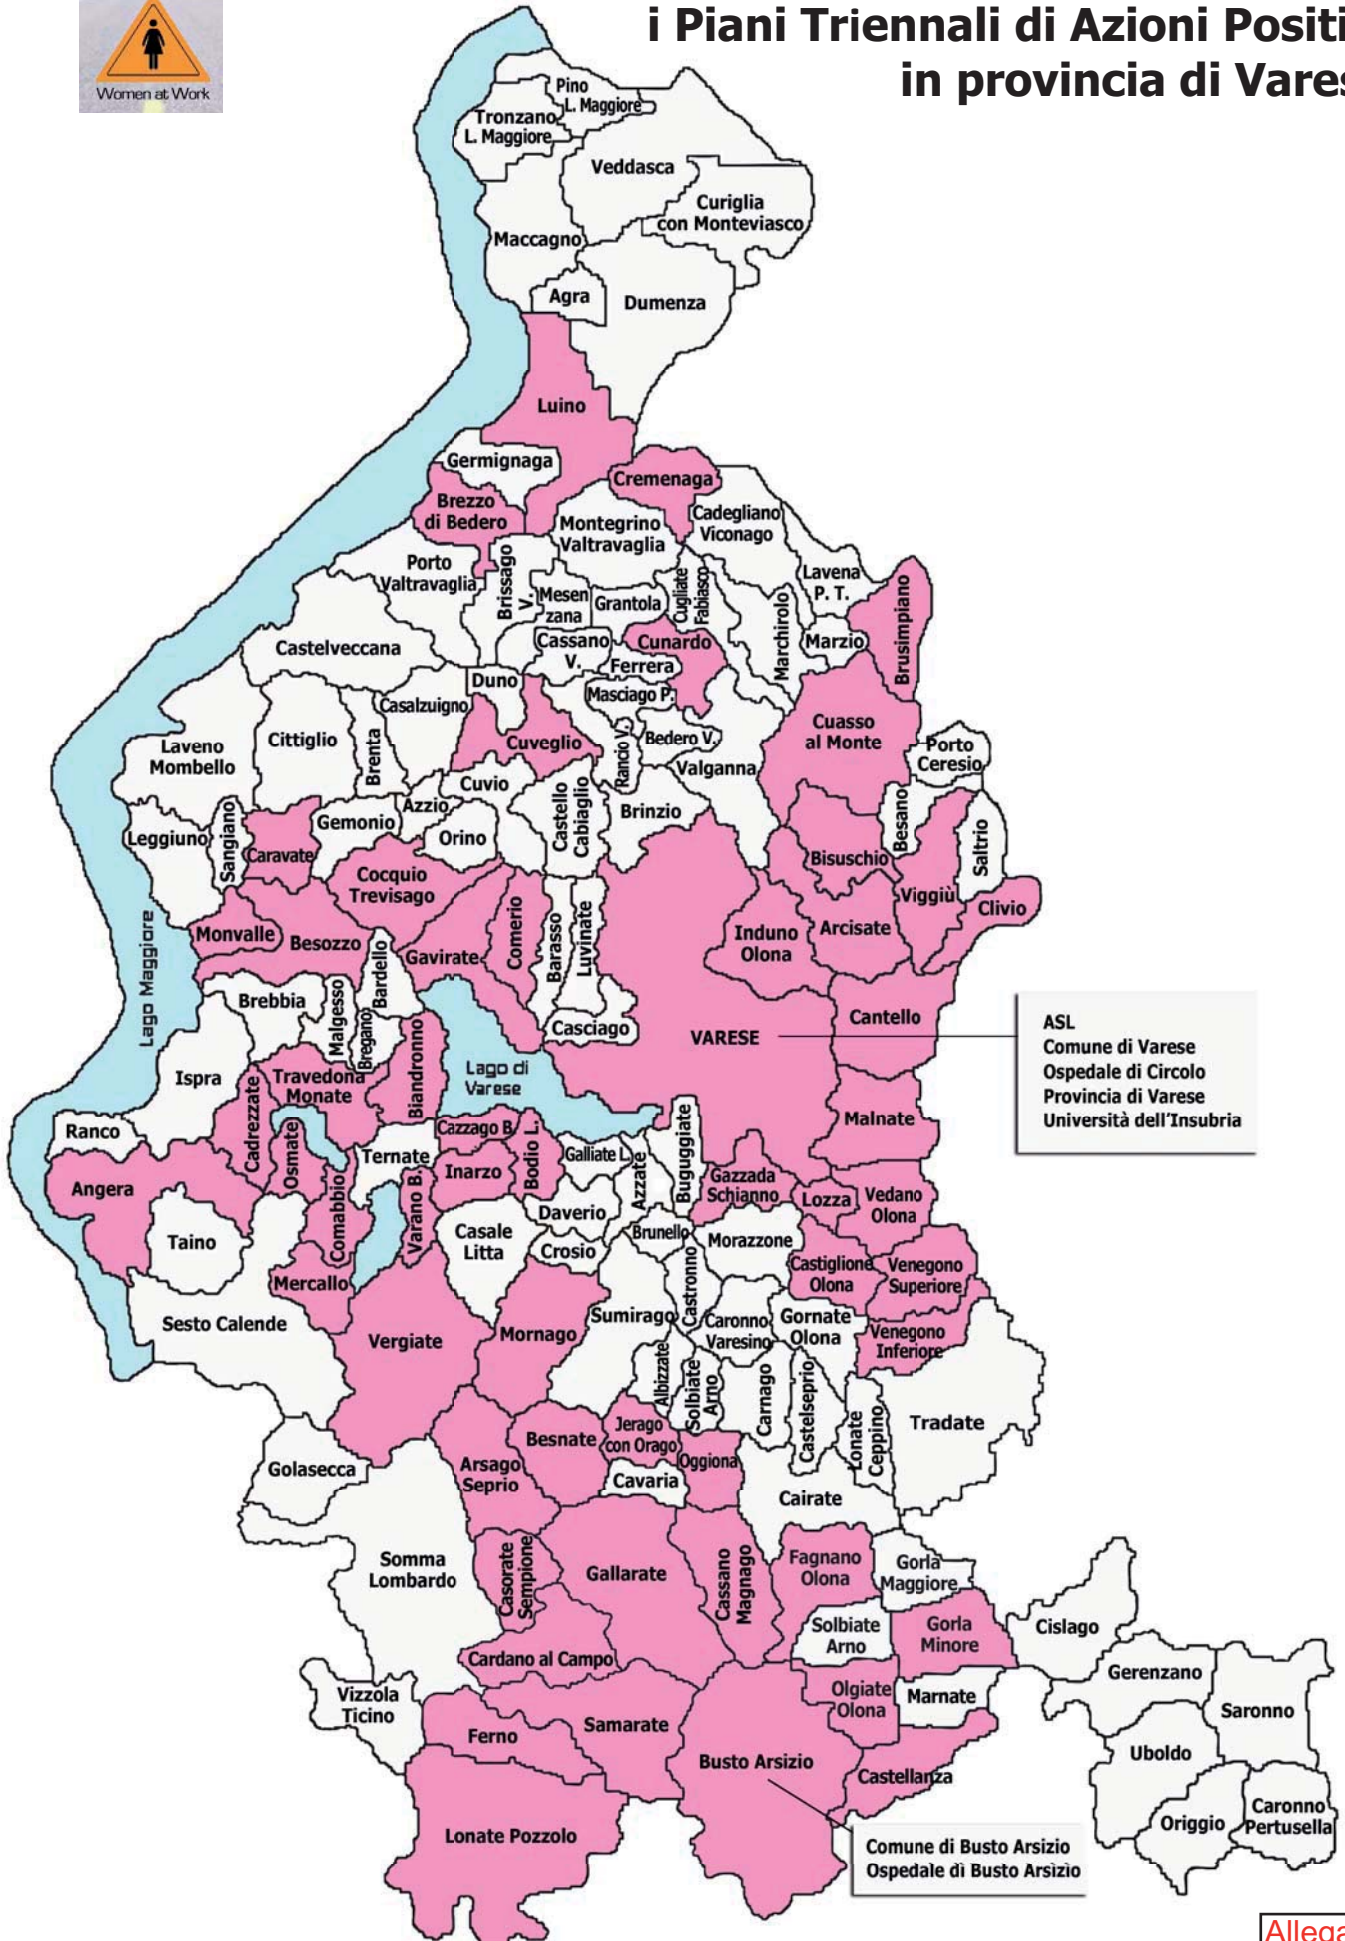 i Piani Triennali di Azioni Positi
in provincia di Vares
Women at Work
Pino
L. Maggiore
Tronzano
L. Maggiore
Veddasca
Curiglia
con Monteviasco
Maccagno
Agra
Dumenza
Luino
Germignaga
Cremenaga
Brezzo
di Bedero
Montegrino
Valtravaglia
Cadegliano
Viconago
Porto
Valtravaglia
Brissago
V.
Mesen
zana
Grantola
Cugliate
Fabiasco
Lavena
P. T.
Marchirolo
Marzio
Brusimpiano
Castelveccana
Cassano
V.
Cunardo
Ferrera
Duno
Masciago P.
Casalzuigno
Cuasso
al Monte
Laveno
Mombello
Cittiglio
Brenta
Cuveglio
Rancio V.
Bedero V.
Valganna
Porto
Ceresio
Cuvio
Azzio
Castello
Cabiaglio
Brinzio
Besano
Leggiuno
Sangiano
Caravate
Gemonio
Orino
Bisuschio
Saltrio
Cocquio
Trevisago
Viggiù
Clivio
Monvalle
Besozzo
Bardello
Gavirate
Comerio
Barasso
Luvinate
Induno
Olona
Arcisate
Lago Maggiore
Brebbia
Malgesso
Bregano
Casciago
VARESE
Cantello
ASL
Comune di Varese
Ospedale di Circolo
Provincia di Varese
Università dell'Insubria
Ispra
Cadrezzate
Travedona
Monate
Biandronno
Lago di
Varese
Malnate
Ranco
Osmate
Ternate
Cazzago B.
Bodio L.
Galliate L.
Azzate
Buguggiate
Angera
Comabbio
Varano B.
Inarzo
Gazzada
Schianno
Lozza
Vedano
Olona
Taino
Casale
Litta
Daverio
Crosio
Brunello
Morazzone
Mercallo
Castronno
Castiglione
Olona
Venegono
Superiore
Sesto Calende
Vergiate
Mornago
Sumirago
Caronno
Varesino
Gornate
Olona
Venegono
Inferiore
Albizzate
Solbiate
Arno
Carnago
Castelseprio
Lonate
Ceppino
Tradate
Golasecca
Arsago
Seprio
Besnate
Jerago
con Orago
Oggiona
Cavaria
Cairate
Somma
Lombardo
Casorate
Sempione
Gallarate
Cassano
Magnago
Fagnano
Olona
Gorla
Maggiore
Solbiate
Arno
Gorla
Minore
Cislago
Cardano al Campo
Gerenzano
Vizzola
Ticino
Olgiate
Olona
Marnate
Saronno
Ferno
Samarate
Busto Arsizio
Castellanza
Uboldo
Lonate Pozzolo
Origgio
Caronno
Pertusella
Comune di Busto Arsizio
Ospedale di Busto Arsizio
Allega